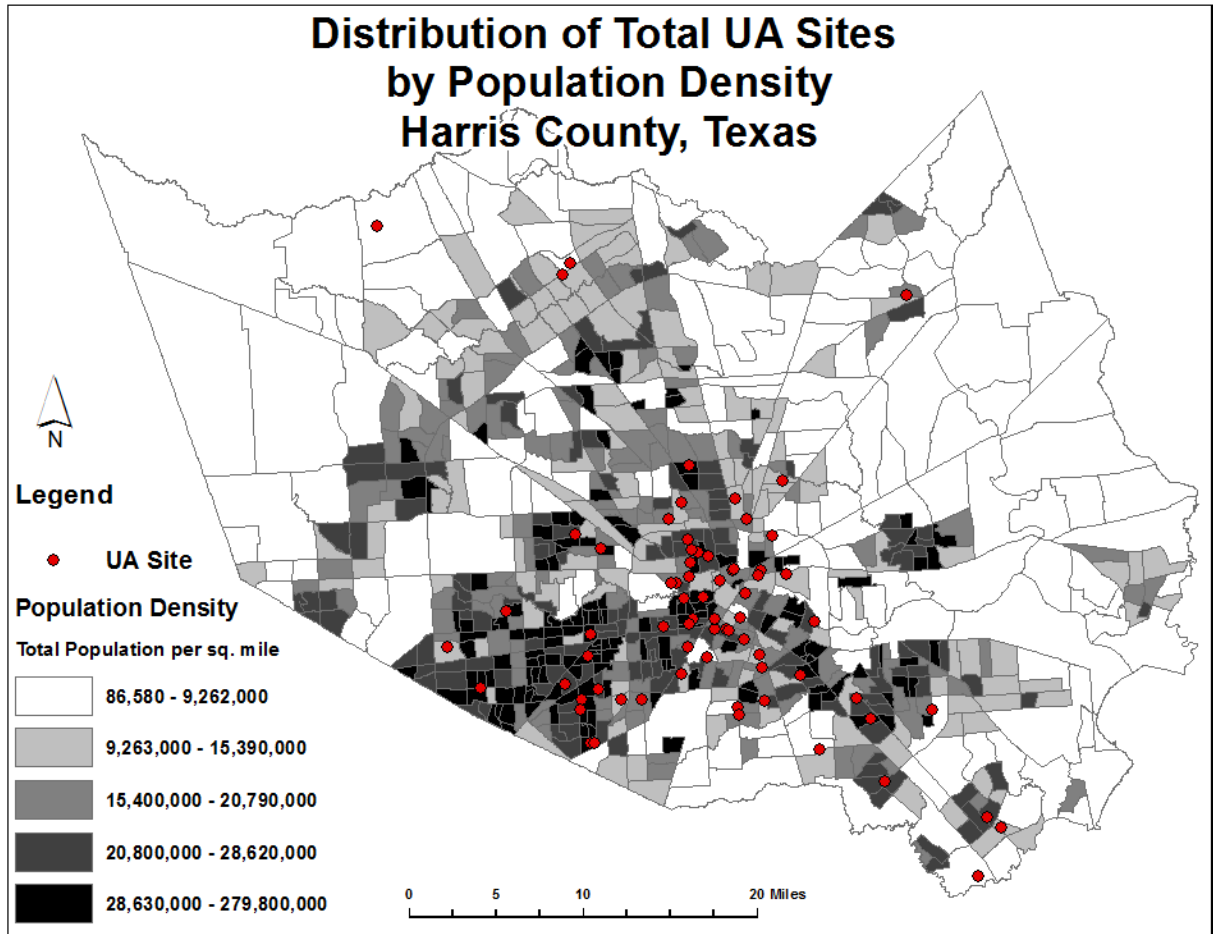 Distribution of Total UA Sites
by Population Density
Harris County, Texas
N
Legend
UA Site
Population Density
Total Population per sq. mile
86,580 - 9,262,000
9,263,000 - 15,390,000
15,400,000 - 20,790,000
20,800,000 - 28,620,000
28,630,000 - 279,800,000
0 5 10 20 Miles